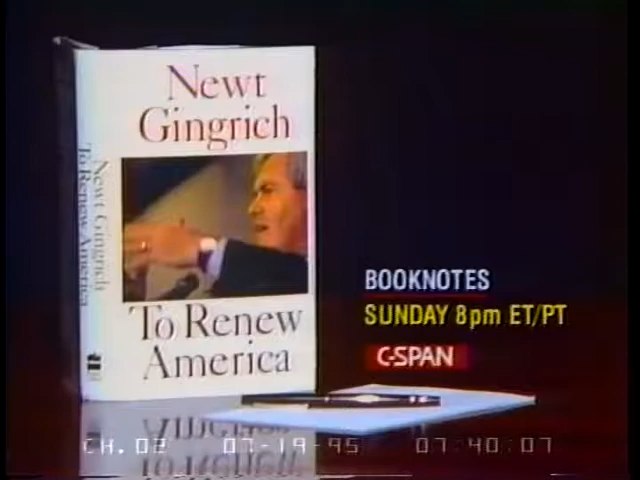 Newt
Gingrich
To Renew
America
Newt Gingrich
To Renew America
BOOKNOTES
SUNDAY 8pm ET/PT
C-SPAN
CH. 02 07-19-95 07:40:07